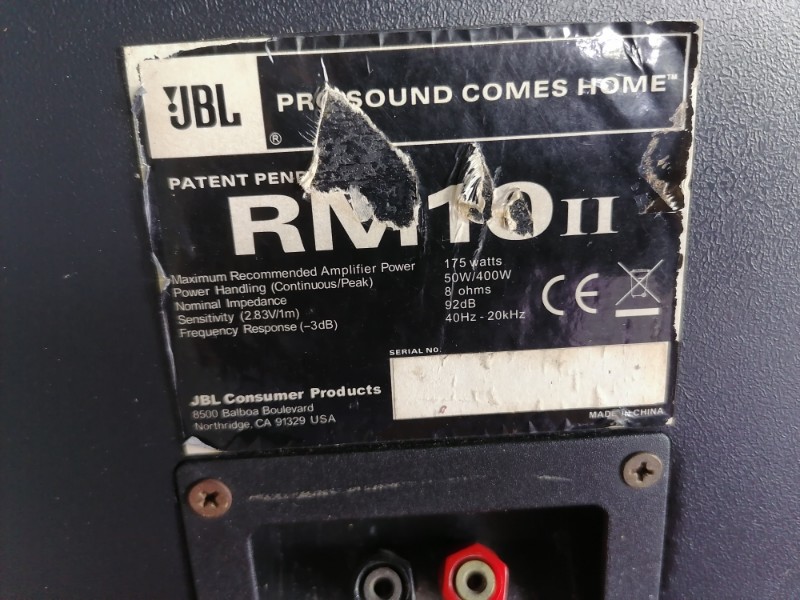 JBL
®
PRO SOUND COMES HOME™
PATENT PEND
RM10 II
Maximum Recommended Amplifier Power 175 watts
Power Handling (Continuous/Peak) 50W/400W
Nominal Impedance 8 ohms
Sensitivity (2.83V/1m) 92dB
Frequency Response (–3dB) 40Hz - 20kHz
CE
SERIAL NO.
JBL Consumer Products
8500 Balboa Boulevard
Northridge, CA 91329 USA
MADE IN CHINA